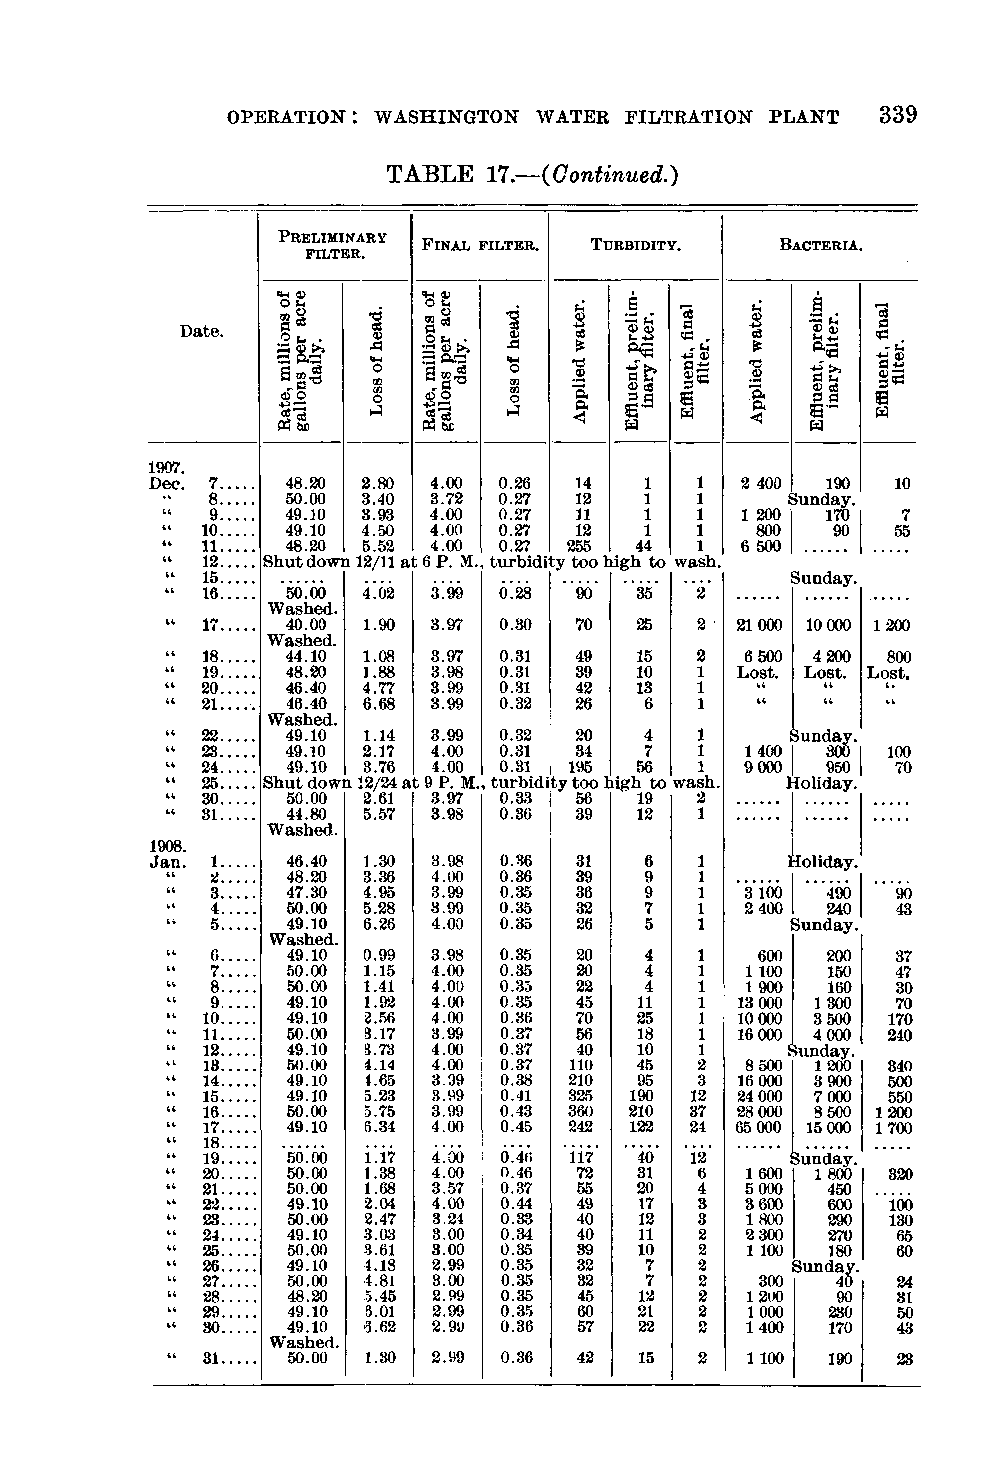 OPERATION: WASHINGTON WATER FILTRATION PLANT 339
TABLE 17.—(Continued.)
Date. PRELIMINARY FILTER. FINAL FILTER. TURBIDITY. BACTERIA.
Rate, millions of gallons per acre daily. Loss of head. Rate, millions of gallons per acre daily. Loss of head. Applied water. Effluent, preliminary filter. Effluent, final filter. Applied water. Effluent, preliminary filter. Effluent, final filter.
1907.
Dec. 7..... 48.20 2.80 4.00 0.26 14 1 1 2 400 190 10
" 8..... 50.00 3.40 3.72 0.27 12 1 1 Sunday.
" 9..... 49.10 3.93 4.00 0.27 11 1 1 1 200 170 7
" 10..... 49.10 4.50 4.00 0.27 12 1 1 800 90 55
" 11..... 48.20 5.52 4.00 0.27 255 44 1 6 500 ...... .....
" 12..... Shut down 12/11 at 6 P. M., turbidity too high to wash.
" 15..... ...... .... .... .... ..... ..... .... Sunday.
" 16..... 50.00 4.02 3.99 0.28 90 35 2 ...... ...... .....
Washed.
" 17..... 40.00 1.90 3.97 0.30 70 25 2 21 000 10 000 1 200
Washed.
" 18..... 44.10 1.08 3.97 0.31 49 15 2 6 500 4 200 800
" 19..... 48.20 1.88 3.98 0.31 39 10 1 Lost. Lost. Lost.
" 20..... 46.40 4.77 3.99 0.31 42 13 1 " " "
" 21..... 46.40 6.68 3.99 0.32 26 6 1 " " "
Washed.
" 22..... 49.10 1.14 3.99 0.32 20 4 1 Sunday.
" 23..... 49.10 2.17 4.00 0.31 34 7 1 1 400 300 100
" 24..... 49.10 3.76 4.00 0.31 195 56 1 9 000 950 70
" 25..... Shut down 12/24 at 9 P. M., turbidity too high to wash. Holiday.
" 30..... 50.00 2.61 3.97 0.33 56 19 2 ...... ...... .....
" 31..... 44.80 5.57 3.98 0.36 39 12 1 ...... ...... .....
Washed.
1908.
Jan. 1..... 46.40 1.30 3.98 0.36 31 6 1 Holiday.
" 2..... 48.20 3.36 4.00 0.36 39 9 1 ...... ...... .....
" 3..... 47.30 4.95 3.99 0.35 36 9 1 3 100 490 90
" 4..... 50.00 5.28 3.99 0.35 32 7 1 2 400 240 43
" 5..... 49.10 6.26 4.00 0.35 26 5 1 Sunday.
Washed.
" 6..... 49.10 0.99 3.98 0.35 20 4 1 600 200 37
" 7..... 50.00 1.15 4.00 0.35 20 4 1 1 100 150 47
" 8..... 50.00 1.41 4.00 0.35 22 4 1 1 900 160 30
" 9..... 49.10 1.92 4.00 0.35 45 11 1 13 000 1 300 70
" 10..... 49.10 2.56 4.00 0.36 70 25 1 10 000 3 500 170
" 11..... 50.00 3.17 3.99 0.37 56 18 1 16 000 4 000 240
" 12..... 49.10 3.73 4.00 0.37 40 10 1 Sunday.
" 13..... 50.00 4.14 4.00 0.37 110 45 2 8 500 1 200 340
" 14..... 49.10 4.65 3.99 0.38 210 95 3 16 000 3 900 500
" 15..... 49.10 5.23 3.99 0.41 325 190 12 24 000 7 000 550
" 16..... 50.00 5.75 3.99 0.43 360 210 37 28 000 8 500 1 200
" 17..... 49.10 6.34 4.00 0.45 242 122 24 65 000 15 000 1 700
" 18..... ...... .... .... .... ..... ..... .... ...... ...... .....
" 19..... 50.00 1.17 4.00 0.46 117 40 12 Sunday.
" 20..... 50.00 1.38 4.00 0.46 72 31 6 1 600 1 800 320
" 21..... 50.00 1.68 3.57 0.37 55 20 4 5 000 450 .....
" 22..... 49.10 2.04 4.00 0.44 49 17 3 3 600 600 100
" 23..... 50.00 2.47 3.24 0.33 40 12 3 1 800 290 130
" 24..... 49.10 3.03 3.00 0.34 40 11 2 2 300 270 65
" 25..... 50.00 3.61 3.00 0.35 39 10 2 1 100 180 60
" 26..... 49.10 4.18 2.99 0.35 32 7 2 Sunday.
" 27..... 50.00 4.81 3.00 0.35 32 7 2 300 40 24
" 28..... 48.20 5.45 2.99 0.35 45 12 2 1 200 90 31
" 29..... 49.10 6.01 2.99 0.35 60 21 2 1 000 230 50
" 30..... 49.10 6.62 2.99 0.36 57 22 2 1 400 170 43
Washed.
" 31..... 50.00 1.30 2.99 0.36 42 15 2 1 100 190 23